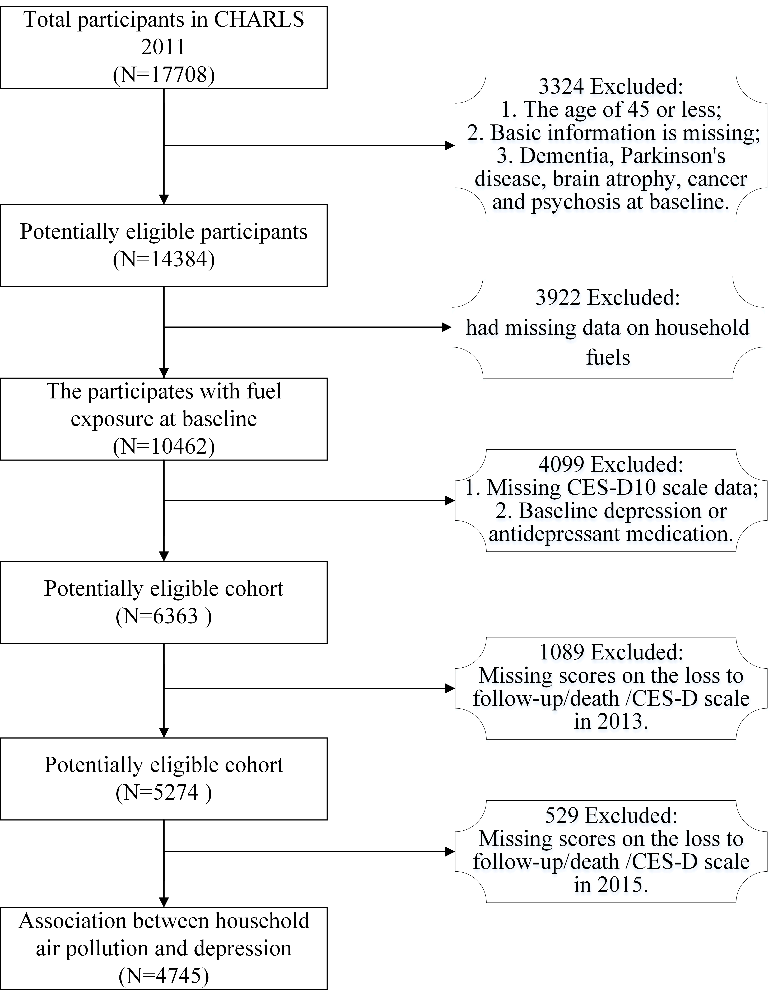 Total participants in CHARLS
2011
(N=17708)
3324 Excluded:
1. The age of 45 or less;
2. Basic information is missing;
3. Dementia, Parkinson's
disease, brain atrophy, cancer
and psychosis at baseline.
Potentially eligible participants
(N=14384)
3922 Excluded:
had missing data on household
fuels
The participates with fuel
exposure at baseline
(N=10462)
4099 Excluded:
1. Missing CES-D10 scale data;
2. Baseline depression or
antidepressant medication.
Potentially eligible cohort
(N=6363 )
1089 Excluded:
Missing scores on the loss to
follow-up/death /CES-D scale
in 2013.
Potentially eligible cohort
(N=5274 )
529 Excluded:
Missing scores on the loss to
follow-up/death /CES-D scale
in 2015.
Association between household
air pollution and depression
(N=4745)